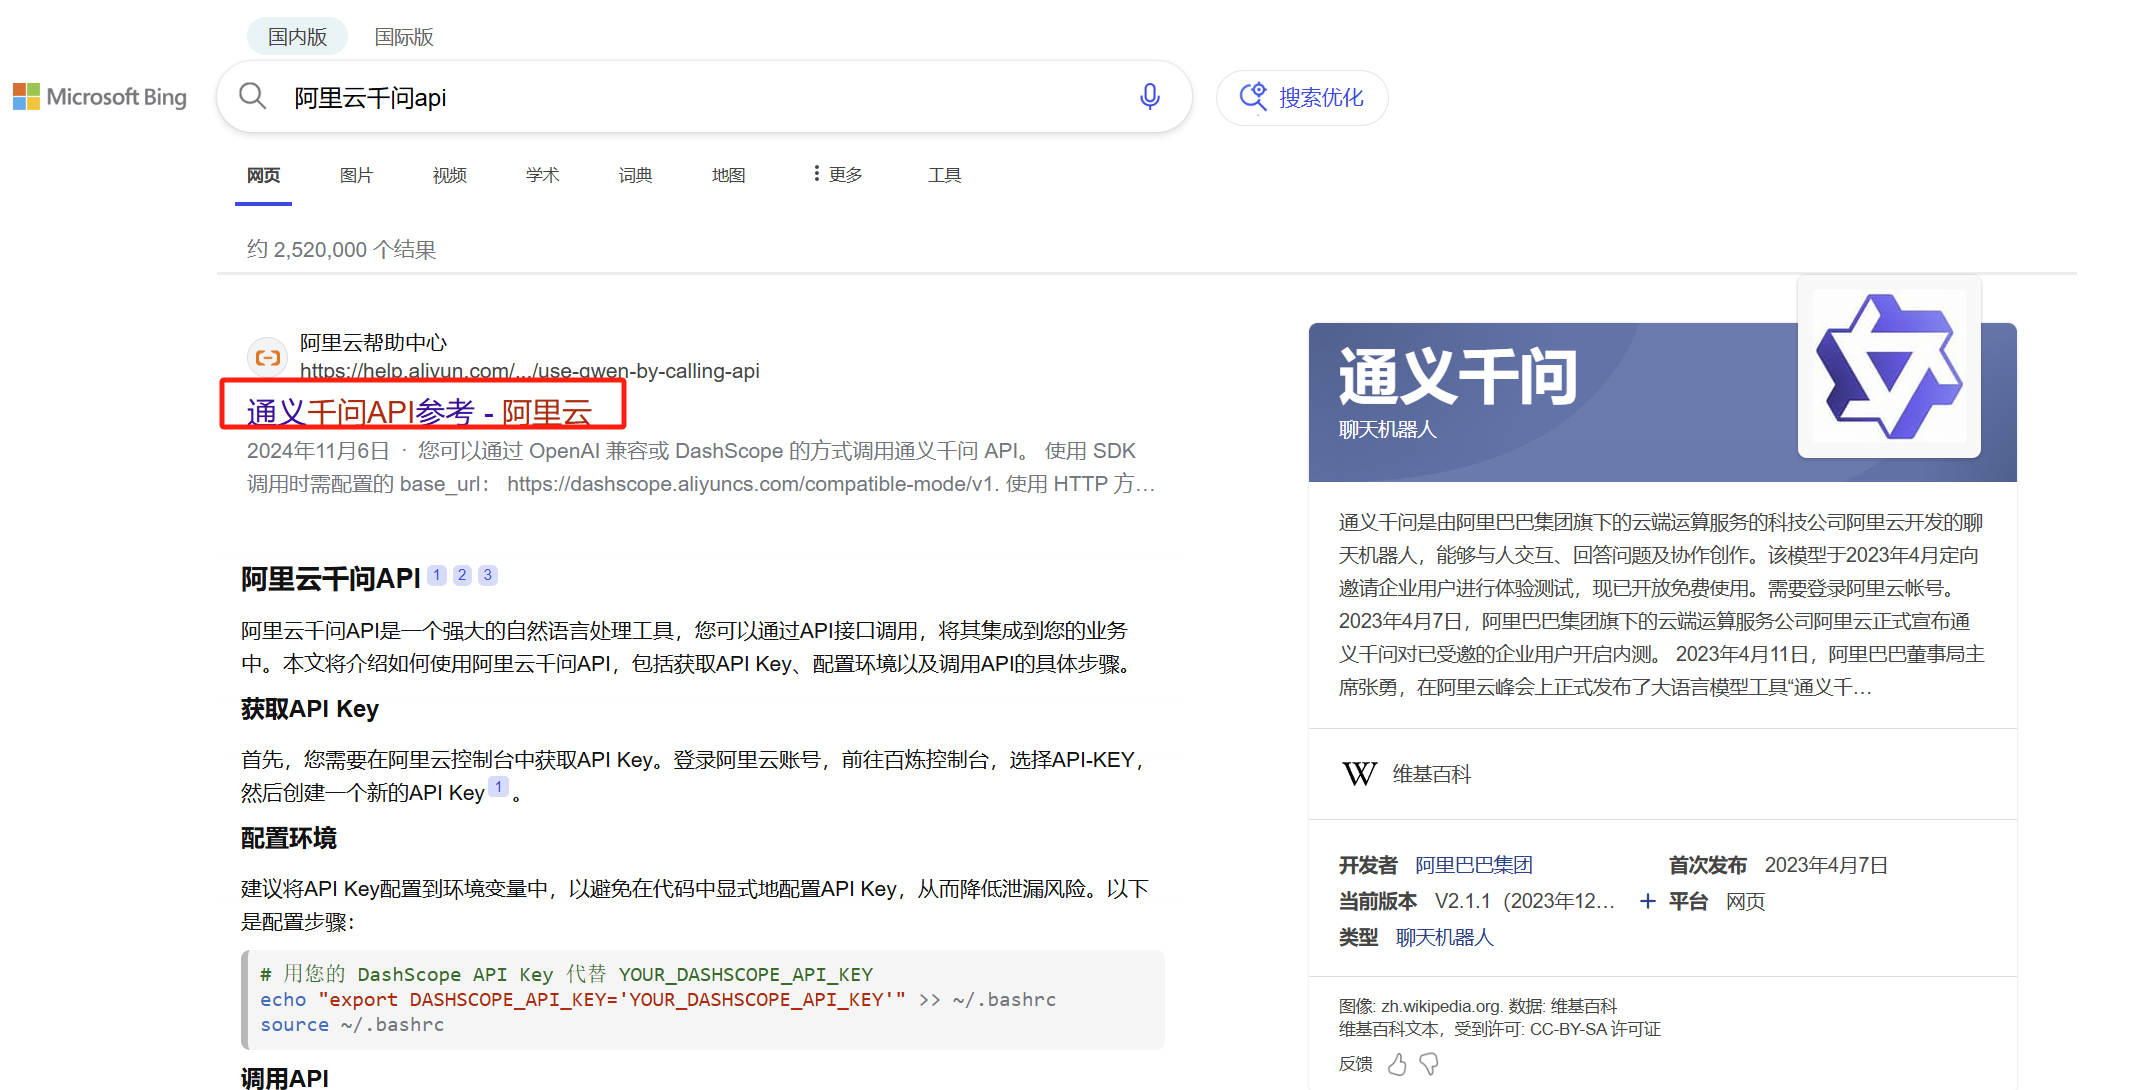 国内版
国际版
Microsoft Bing
阿里云千问api
搜索优化
网页
图片
视频
学术
词典
地图
更多
工具
约 2,520,000 个结果
阿里云帮助中心
https://help.aliyun.com/.../use-qwen-by-calling-api
通义千问API参考 - 阿里云
2024年11月6日 · 您可以通过 OpenAI 兼容或 DashScope 的方式调用通义千问 API。 使用 SDK
调用时需配置的 base_url： https://dashscope.aliyuncs.com/compatible-mode/v1. 使用 HTTP 方…
阿里云千问API 1 2 3
阿里云千问API是一个强大的自然语言处理工具，您可以通过API接口调用，将其集成到您的业务
中。本文将介绍如何使用阿里云千问API，包括获取API Key、配置环境以及调用API的具体步骤。
获取API Key
首先，您需要在阿里云控制台中获取API Key。登录阿里云账号，前往百炼控制台，选择API-KEY，
然后创建一个新的API Key 1 。
配置环境
建议将API Key配置到环境变量中，以避免在代码中显式地配置API Key，从而降低泄漏风险。以下
是配置步骤：
# 用您的 DashScope API Key 代替 YOUR_DASHSCOPE_API_KEY
echo "export DASHSCOPE_API_KEY='YOUR_DASHSCOPE_API_KEY'" >> ~/.bashrc
source ~/.bashrc
调用API
通义千问
聊天机器人
通义千问是由阿里巴巴集团旗下的云端运算服务的科技公司阿里云开发的聊
天机器人，能够与人交互、回答问题及协作创作。该模型于2023年4月定向
邀请企业用户进行体验测试，现已开放免费使用。需要登录阿里云帐号。
2023年4月7日，阿里巴巴集团旗下的云端运算服务公司阿里云正式宣布通
义千问对已受邀的企业用户开启内测。 2023年4月11日，阿里巴巴董事局主
席张勇，在阿里云峰会上正式发布了大语言模型工具“通义千…
W 维基百科
开发者 阿里巴巴集团
首次发布 2023年4月7日
当前版本 V2.1.1（2023年12…
+ 平台 网页
类型 聊天机器人
图像: zh.wikipedia.org. 数据: 维基百科
维基百科文本，受到许可: CC-BY-SA 许可证
反馈